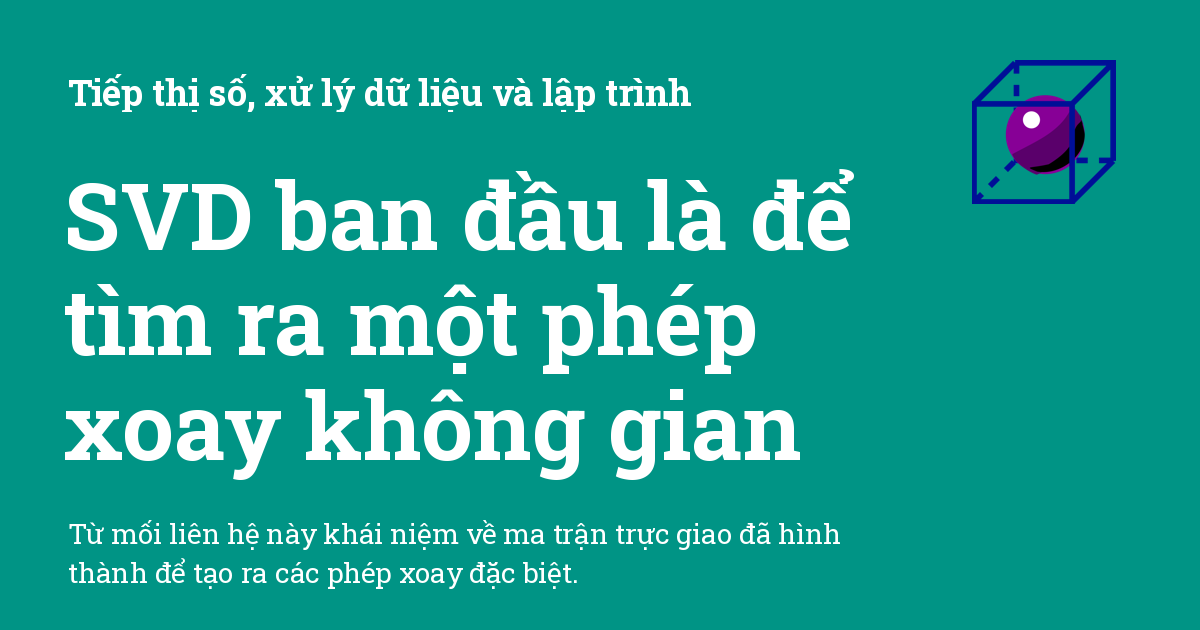 Tiếp thị số, xử lý dữ liệu và lập trình
SVD ban đầu là để
tìm ra một phép
xoay không gian
Từ mối liên hệ này khái niệm về ma trận trực giao đã hình
thành để tạo ra các phép xoay đặc biệt.